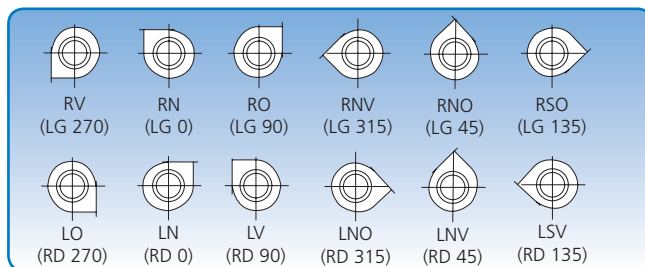 RV RN RO RNV RNO RSO
(LG 270) (LG 0) (LG 90) (LG 315) (LG 45) (LG 135)
LO LN LV LNO LNV LSV
(RD 270) (RD 0) (RD 90) (RD 315) (RD 45) (RD 135)